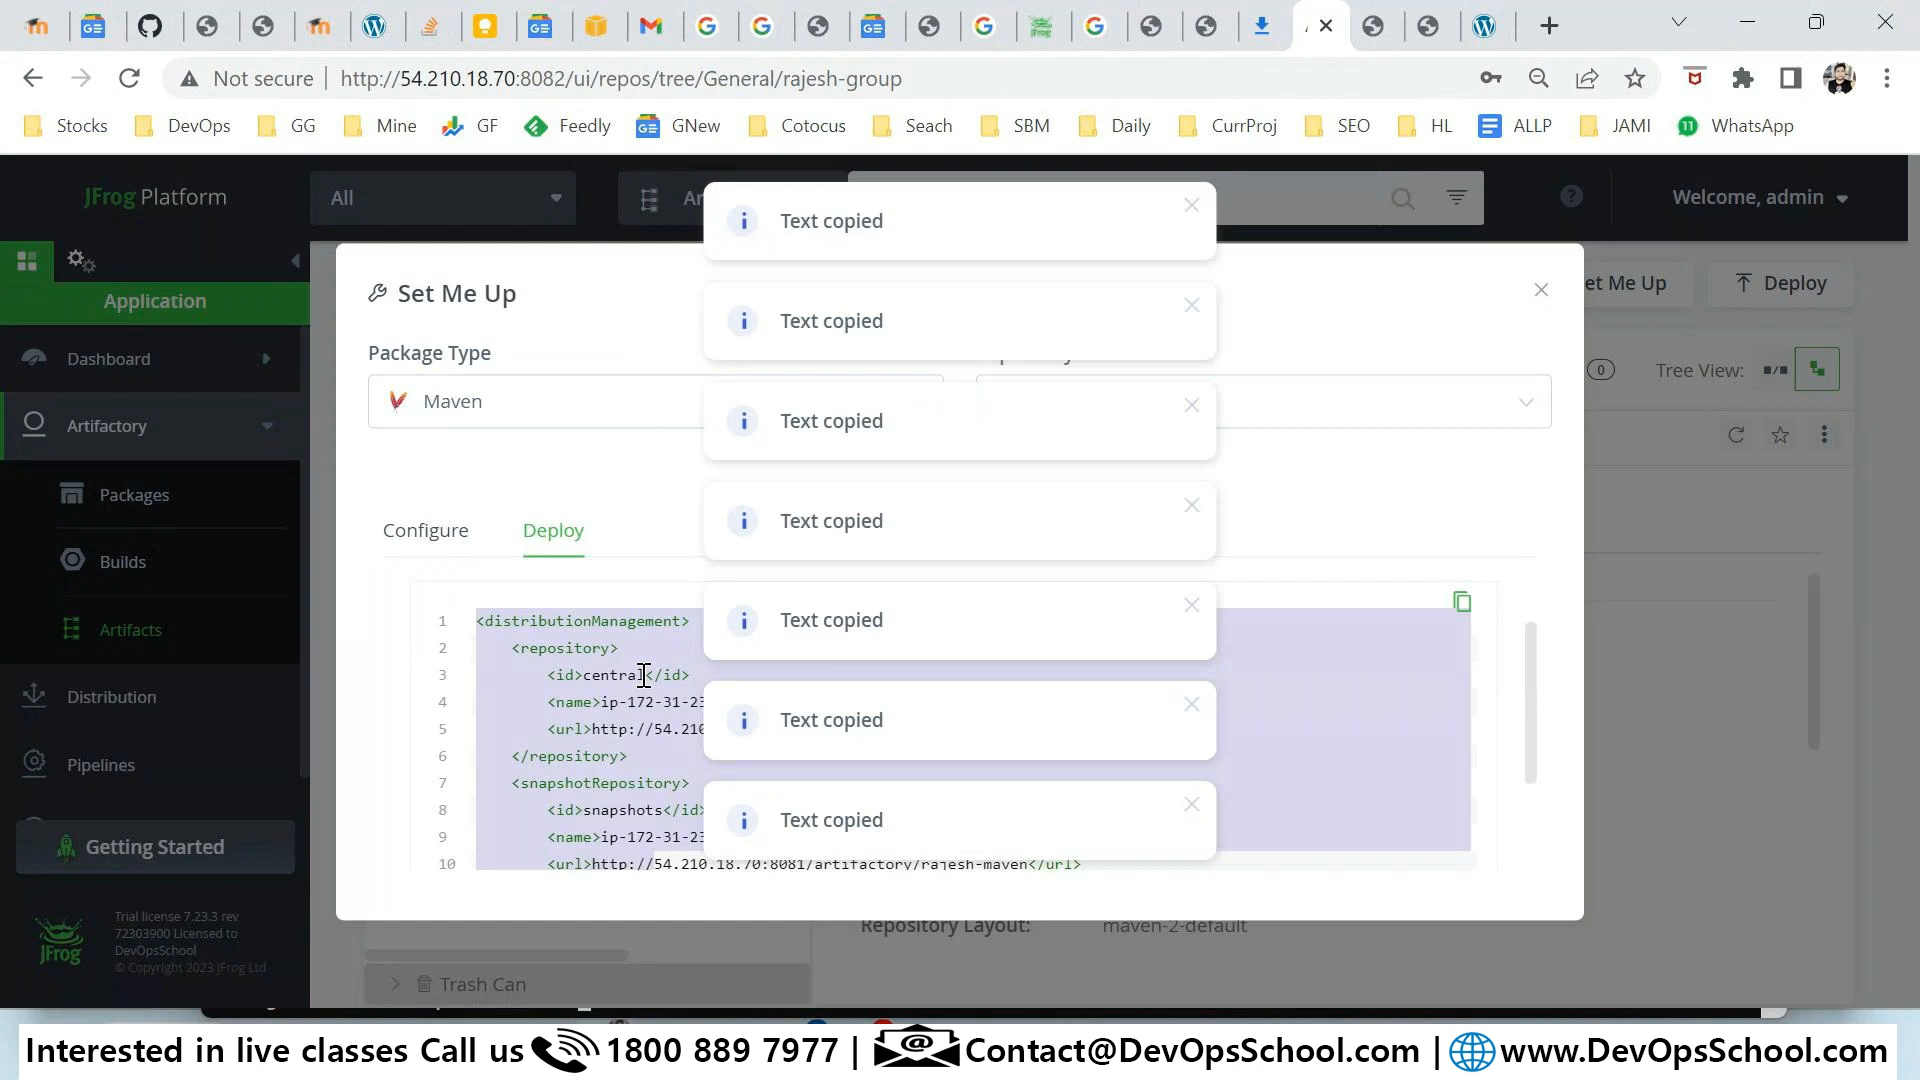 Not secure | http://54.210.18.70:8082/ui/repos/tree/General/rajesh-group
Stocks DevOps GG Mine GF Feedly GNew Cotocus Seach SBM Daily CurrProj SEO HL ALLP JAMI 11 WhatsApp
JFrog Platform All Ar Welcome, admin
Application
Set Me Up
et Me Up Deploy
Dashboard
Artifactory
Packages
Builds
Artifacts
Distribution
Pipelines
Getting Started
Trial license 7.23.3 rev
72303900 Licensed to
DevOpsSchool
© Copyright 2023 JFrog Ltd
JFrog
Package Type
Maven
0 Tree View:
Configure Deploy
Text copied
Text copied
Text copied
Text copied
Text copied
Text copied
Text copied
1 <distributionManagement>
2 <repository>
3 <id>central</id>
4 <name>ip-172-31-23
5 <url>http://54.210
6 </repository>
7 <snapshotRepository>
8 <id>snapshots</id>
9 <name>ip-172-31-23
10 <url>http://54.210.18.70:8081/artifactory/rajesh-maven</url>
Repository Layout: maven-2-default
Trash Can
Interested in live classes Call us 1800 889 7977 | Contact@DevOpsSchool.com | www.DevOpsSchool.com